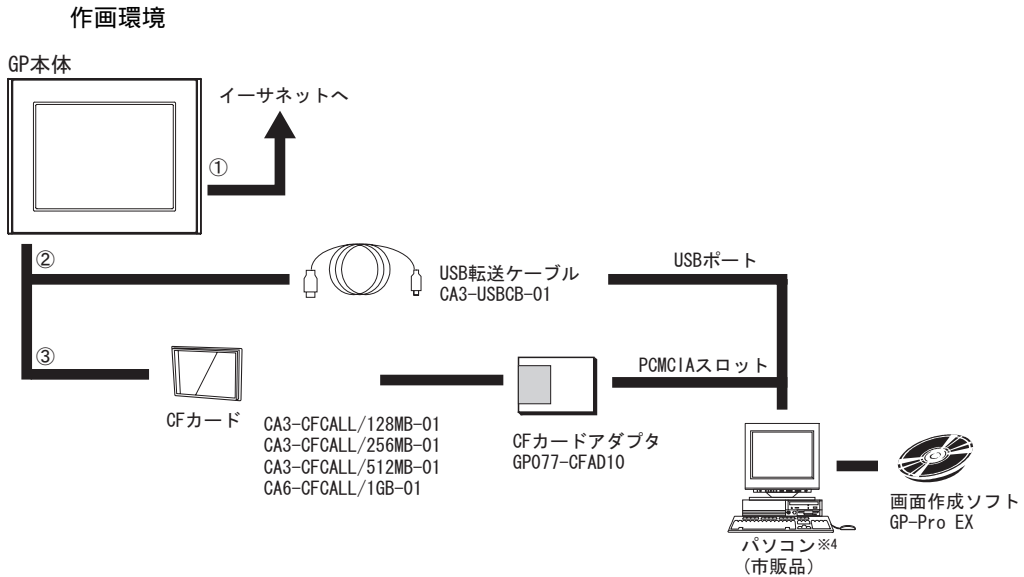 作画環境
GP本体
イーサネットへ
①
②
USB転送ケーブル
CA3-USBCB-01
USBポート
③
CFカード
CA3-CFCALL/128MB-01
CA3-CFCALL/256MB-01
CA3-CFCALL/512MB-01
CA6-CFCALL/1GB-01
CFカードアダプタ
GP077-CFAD10
PCMCIAスロット
パソコン※4
(市販品)
画面作成ソフト
GP-Pro EX